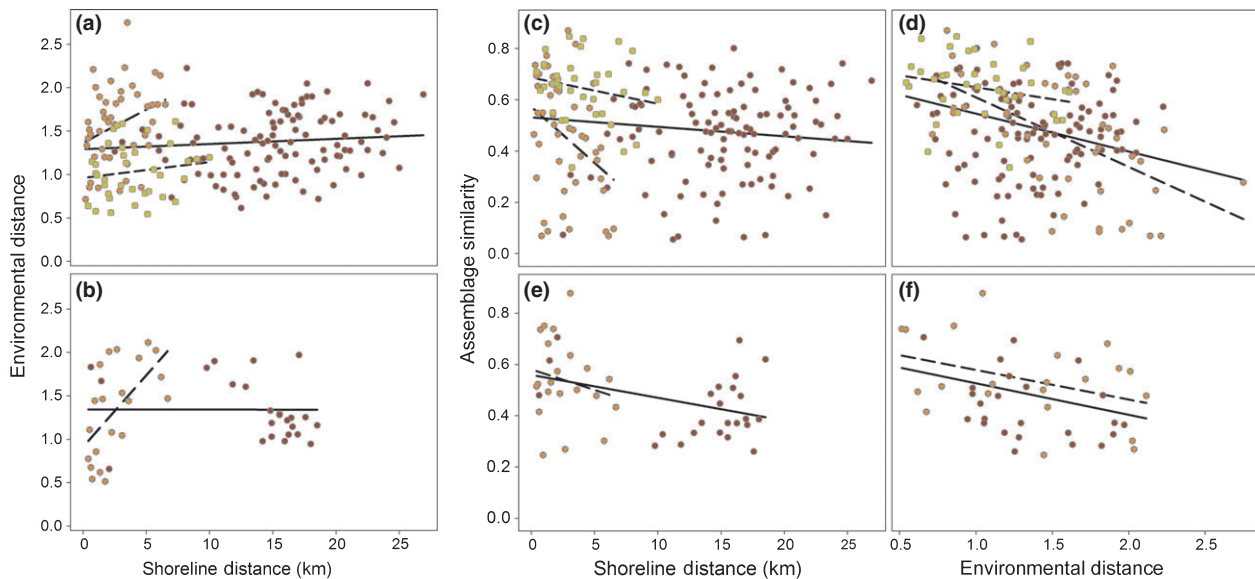 (a)
2.5
2.0
1.5
1.0
0.5
0.0
(b)
2.5
2.0
1.5
1.0
0.5
0.0
0 5 10 15 20 25
Shoreline distance (km)
Environmental distance
(c)
0.8
0.6
0.4
0.2
0.0
(d)
(e)
0.8
0.6
0.4
0.2
0.0
0 5 10 15 20 25
Shoreline distance (km)
Assemblage similarity
(f)
0.5 1.0 1.5 2.0 2.5
Environmental distance